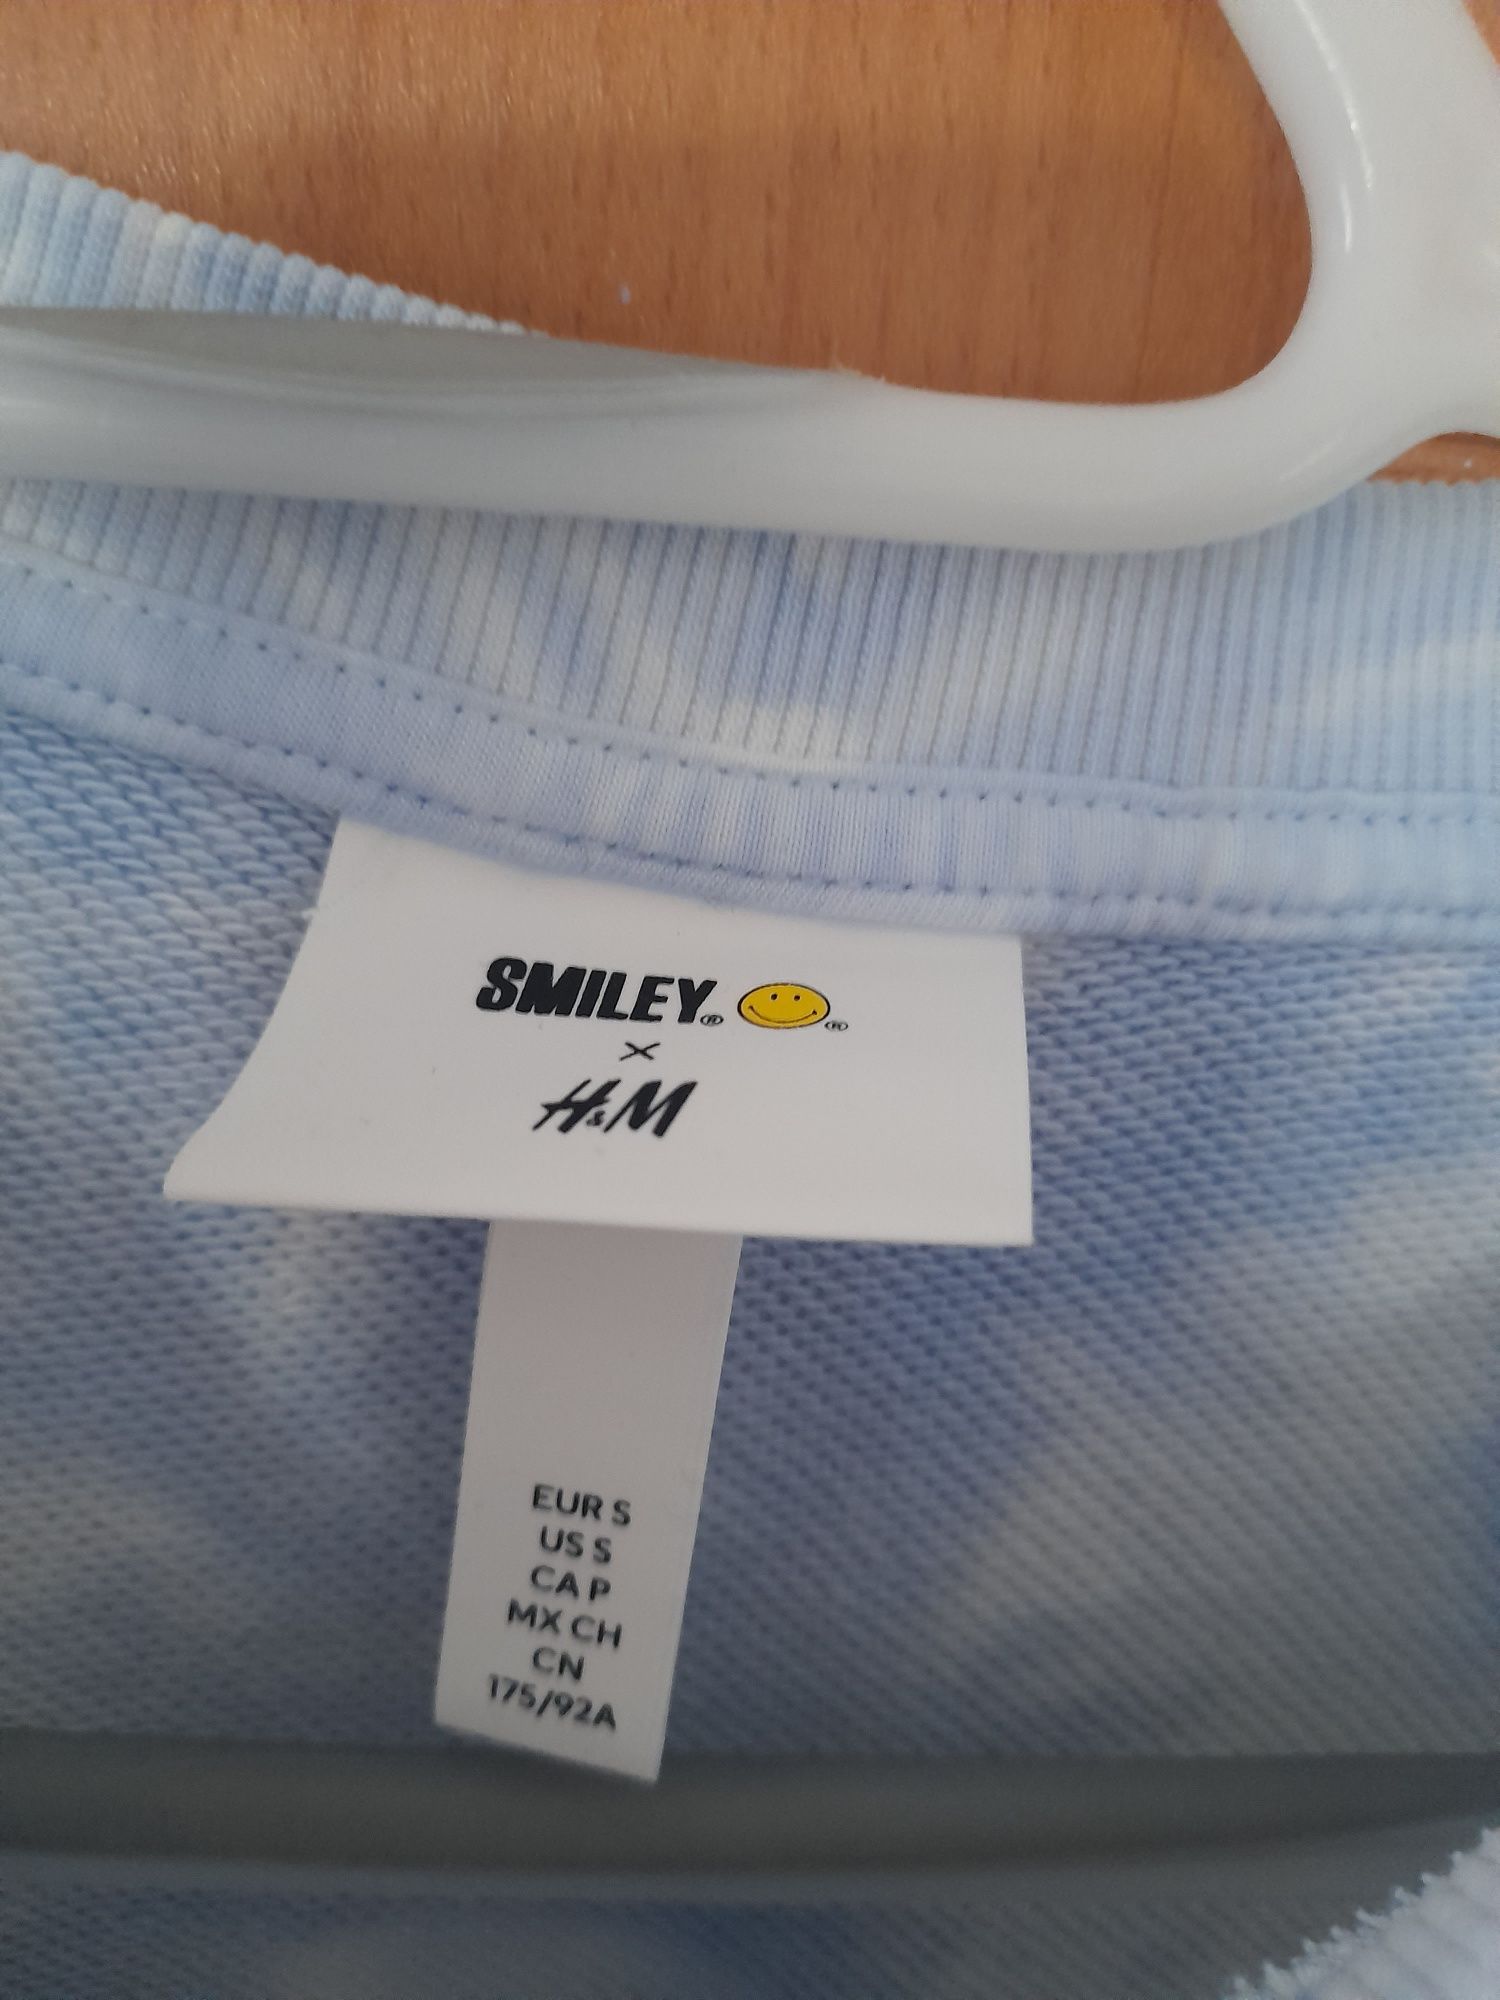 SMILEY® ®
×
H&M
EUR S
US S
CA P
MX CH
CN
175/92A